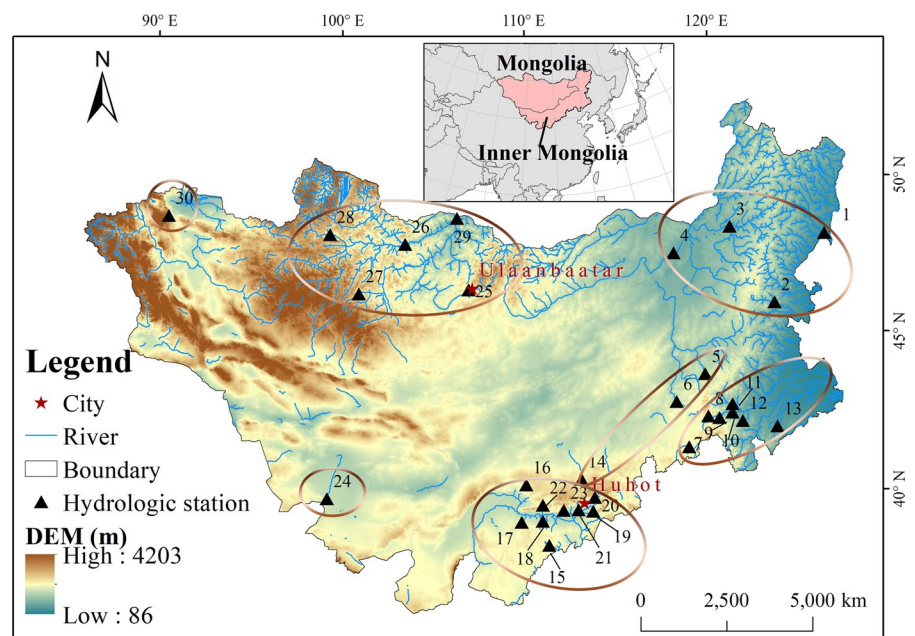 90° E
100° E
110° E
120° E
N
Mongolia
Inner Mongolia
50° N
45° N
40° N
30
28
26
29
27
25
Ulaanbaatar
3
1
4
2
5
6
8
11
12
13
9
10
7
14
Huhot
24
16
22
23
20
17
18
15
21
19
Legend
City
River
Boundary
Hydrologic station
DEM (m)
High : 4203
Low : 86
0
2,500
5,000 km